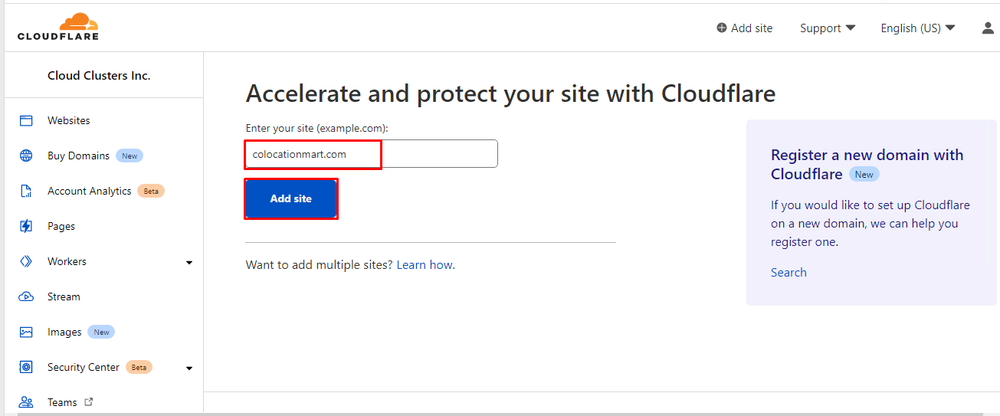 CLOUDFLARE
Add site
Support
English (US)
Cloud Clusters Inc.
Websites
Buy Domains New
Account Analytics Beta
Pages
Workers
Stream
Images New
Security Center Beta
Teams
Accelerate and protect your site with Cloudflare
Enter your site (example.com):
colocationmart.com
Add site
Want to add multiple sites? Learn how.
Register a new domain with
Cloudflare New
If you would like to set up Cloudflare
on a new domain, we can help you
register one.
Search